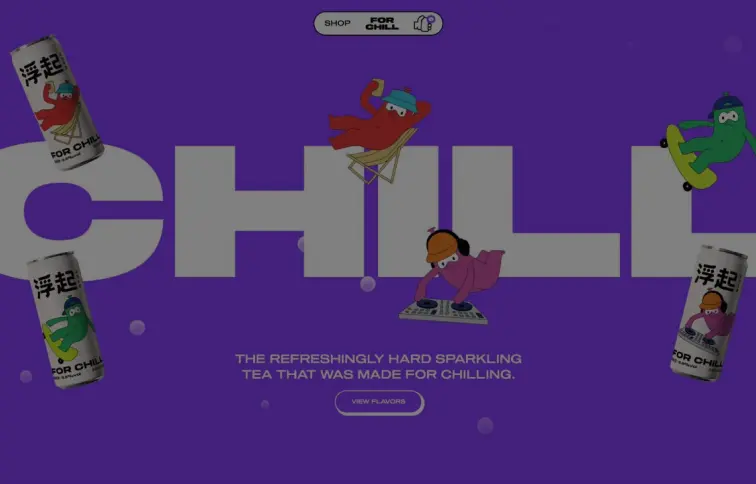 SHOP
FOR
CHILL
浮起
FOR CHILL
CHILL
浮起
FOR CHILL
浮起
FOR CHILL
THE REFRESHINGLY HARD SPARKLING
TEA THAT WAS MADE FOR CHILLING.
VIEW FLAVORS